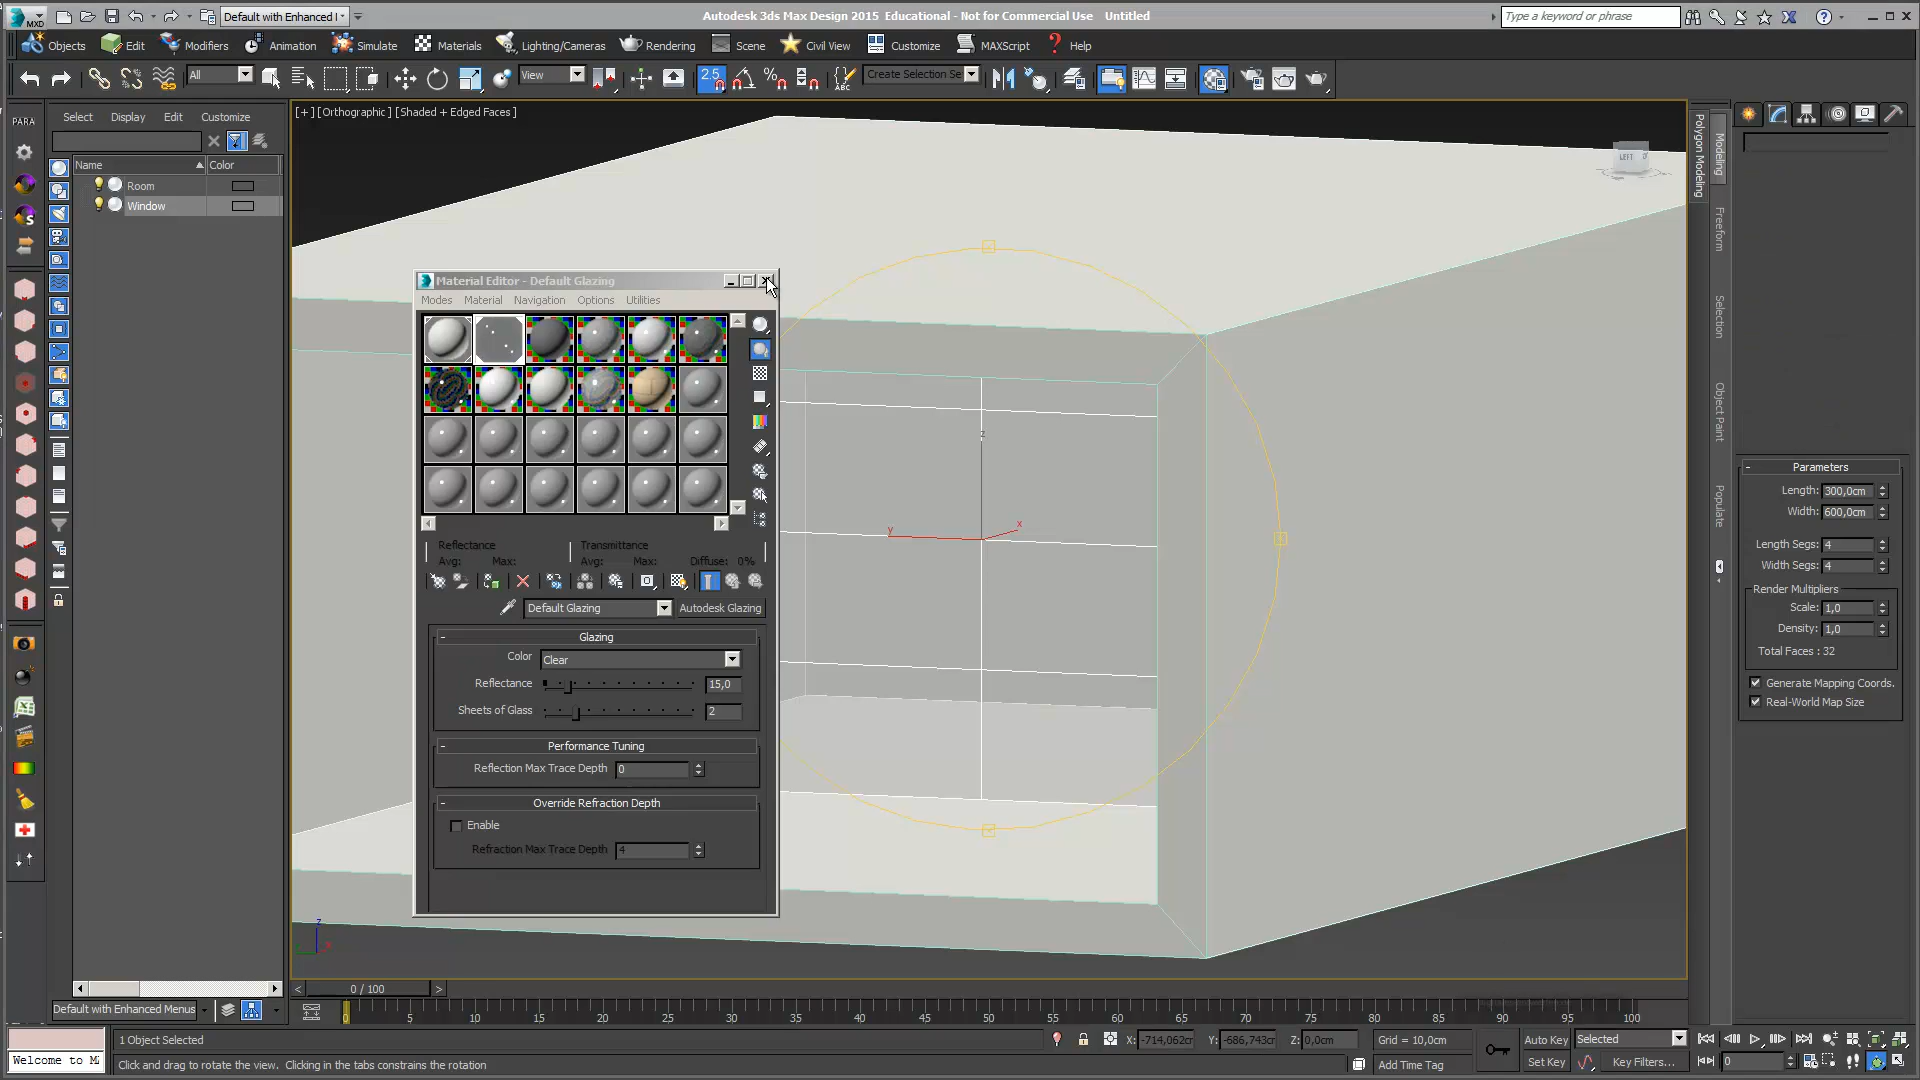 MXD
Default with Enhanced I
Autodesk 3ds Max Design 2015 Educational - Not for Commercial Use Untitled
Type a keyword or phrase
Objects Edit Modifiers Animation Simulate Materials Lighting/Cameras Rendering Scene Civil View Customize MAXScript Help
All View 2.5 ABC Create Selection Se
PARA
Select Display Edit Customize
Name Color
Room
Window
[+] [Orthographic] [Shaded + Edged Faces]
LEFT
Polygon Modeling
Modeling
Freeform
Selection
Object Paint
Populate
Material Editor - Default Glazing
Modes Material Navigation Options Utilities
Reflectance Transmittance
Avg: Max: Avg: Max: Diffuse: 0%
Default Glazing Autodesk Glazing
- Glazing
Color Clear
Reflectance 15,0
Sheets of Glass 2
- Performance Tuning
Reflection Max Trace Depth 0
- Override Refraction Depth
Enable
Refraction Max Trace Depth 4
z
y
x
- Parameters
Length: 300,0cm
Width: 600,0cm
Length Segs: 4
Width Segs: 4
Render Multipliers
Scale: 1,0
Density: 1,0
Total Faces : 32
Generate Mapping Coords.
Real-World Map Size
z
x
< 0 / 100 >
Default with Enhanced Menus
0 5 10 15 20 25 30 35 40 45 50 55 60 65 70 75 80 85 90 95 100
1 Object Selected X: -714,062cm Y: -686,743cm Z: 0,0cm Grid = 10,0cm Auto Key Selected
Welcome to MA Click and drag to rotate the view. Clicking in the tabs constrains the rotation Add Time Tag Set Key Key Filters... 0